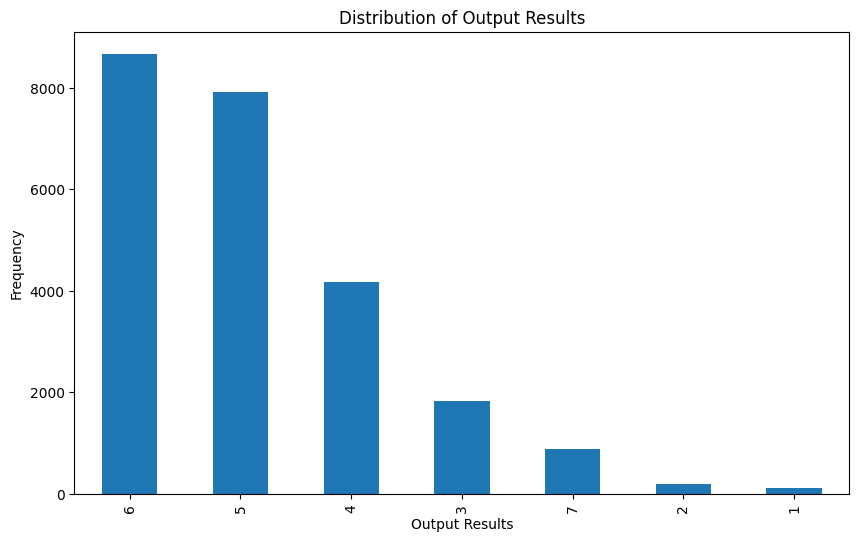 Distribution of Output Results
Frequency
8000
6000
4000
2000
0
6 5 4 3 7 2 1
Output Results